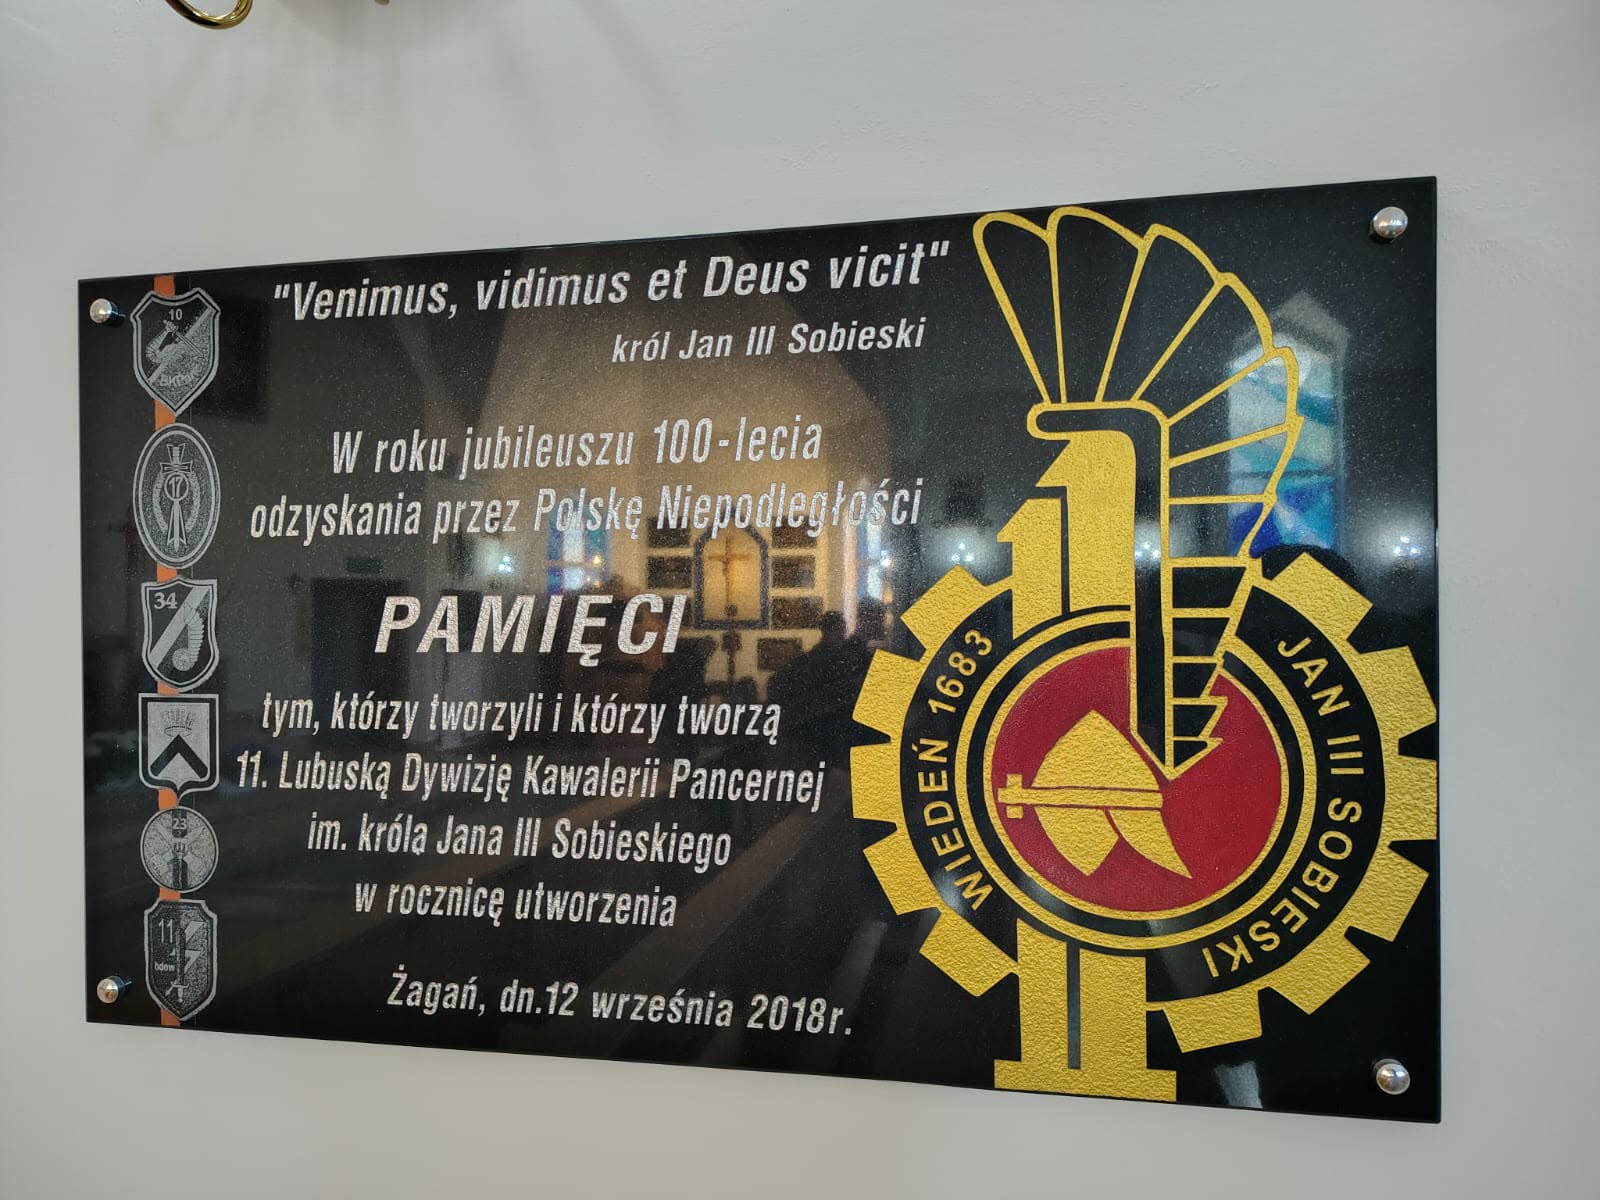 "Venimus, vidimus et Deus vicit"
król Jan III Sobieski
W roku jubileuszu 100-lecia
odzyskania przez Polskę Niepodległości
PAMIĘCI
tym, którzy tworzyli i którzy tworzą
11. Lubuską Dywizję Kawalerii Pancernej
im. króla Jana III Sobieskiego
w rocznicę utworzenia
Żagań, dn.12 września 2018r.
10
17
34
23
11
bdow
WIEDEŃ 1683
JAN III SOBIESKI